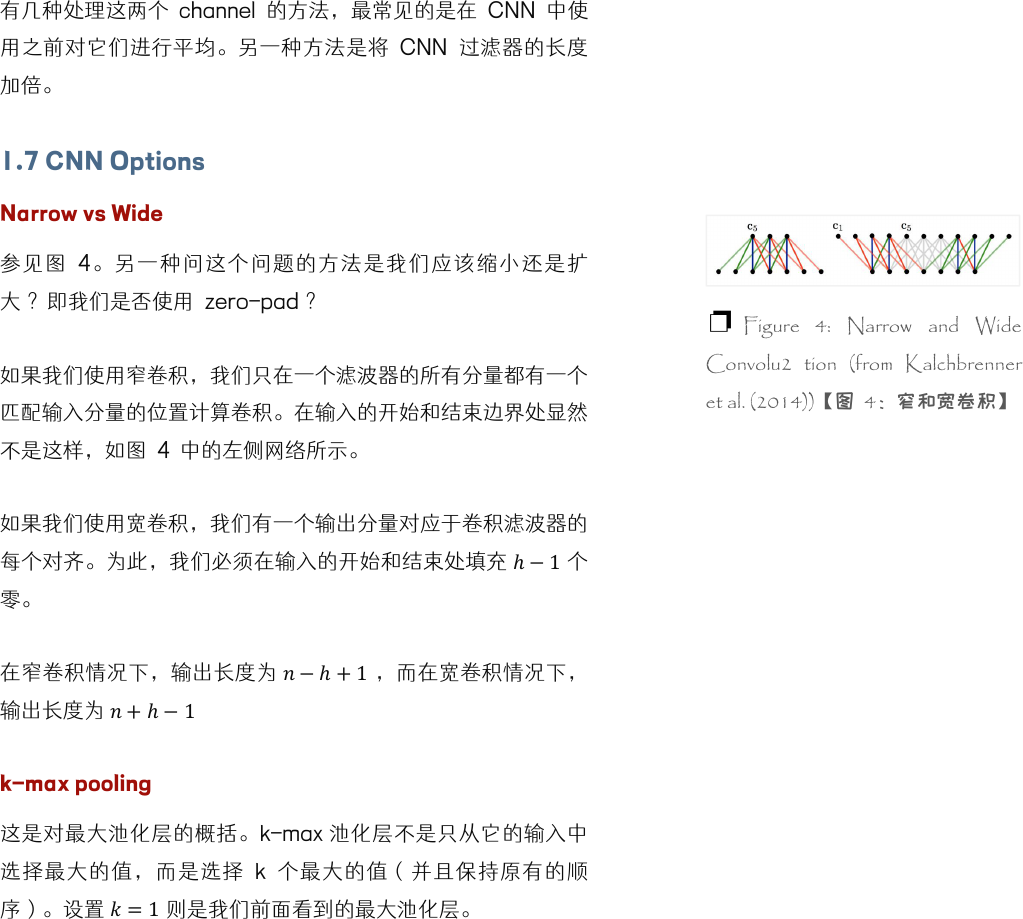 有几种处理这两个 channel 的方法，最常见的是在 CNN 中使
用之前对它们进行平均。另一种方法是将 CNN 过滤器的长度
加倍。
1.7 CNN Options
Narrow vs Wide
参见图 4。另一种问这个问题的方法是我们应该缩小还是扩
大？即我们是否使用 zero-pad？
如果我们使用窄卷积，我们只在一个滤波器的所有分量都有一个
匹配输入分量的位置计算卷积。在输入的开始和结束边界处显然
不是这样，如图 4 中的左侧网络所示。
如果我们使用宽卷积，我们有一个输出分量对应于卷积滤波器的
每个对齐。为此，我们必须在输入的开始和结束处填充 h − 1 个
零。
在窄卷积情况下，输出长度为 n − h + 1 ，而在宽卷积情况下，
输出长度为 n + h − 1
k-max pooling
这是对最大池化层的概括。k-max 池化层不是只从它的输入中
选择最大的值，而是选择 k 个最大的值（并且保持原有的顺
序）。设置 k = 1 则是我们前面看到的最大池化层。
c5 c1 c5
❐ Figure 4: Narrow and Wide
Convolu2 tion (from Kalchbrenner
et al. (2014))【图 4：窄和宽卷积】